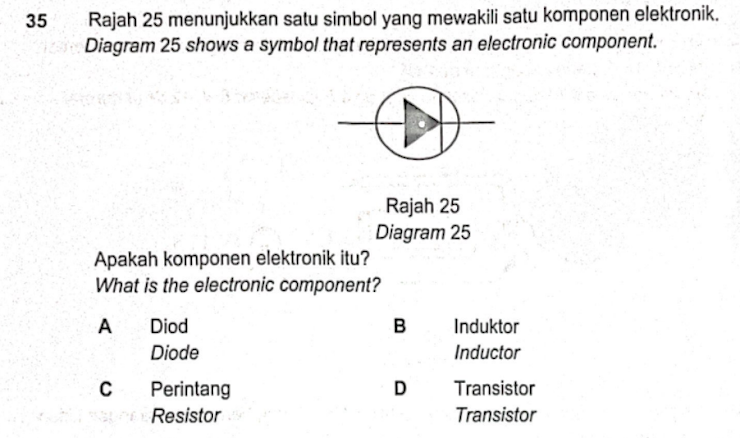 35 Rajah 25 menunjukkan satu simbol yang mewakili satu komponen elektronik.
Diagram 25 shows a symbol that represents an electronic component.
Rajah 25
Diagram 25
Apakah komponen elektronik itu?
What is the electronic component?
A Diod B Induktor
Diode Inductor
C Perintang D Transistor
Resistor Transistor